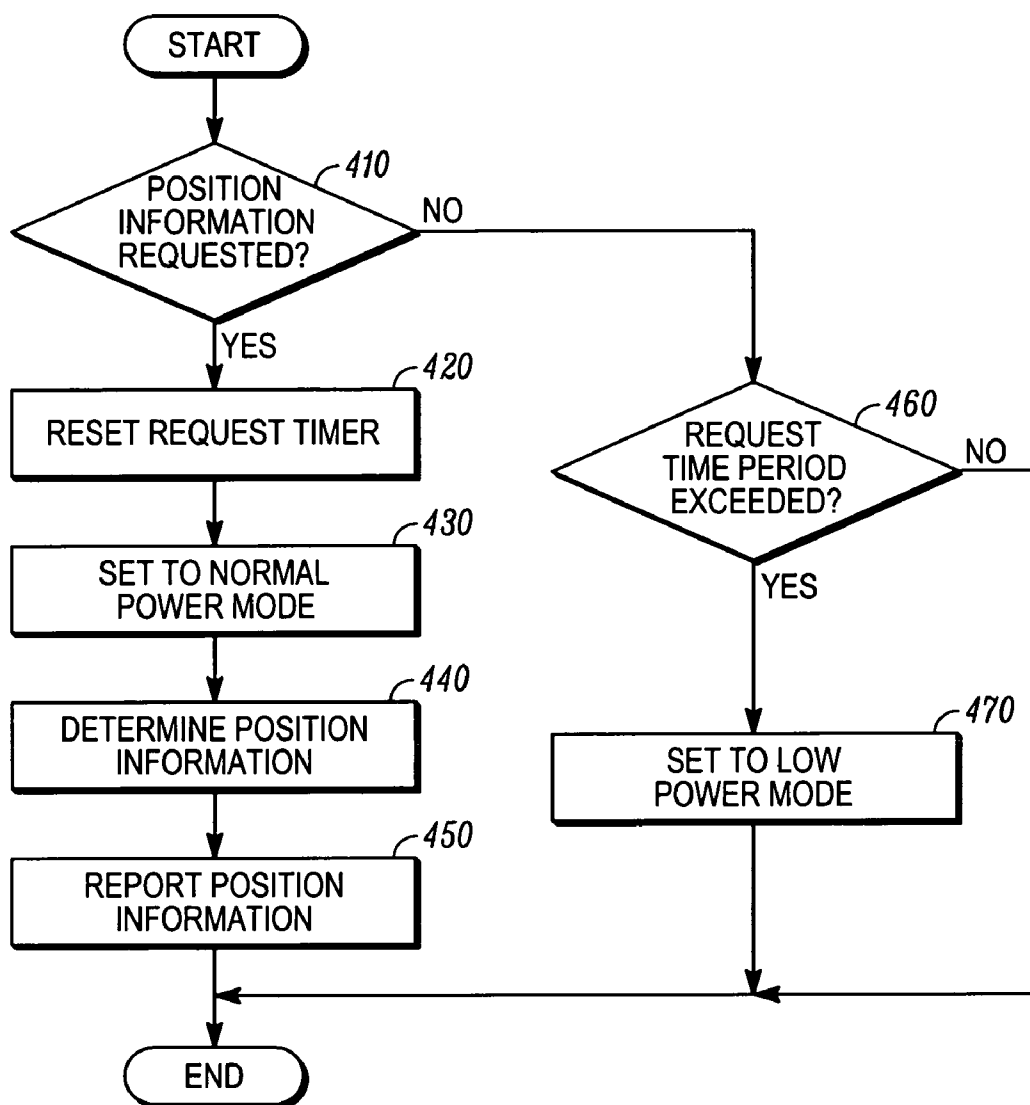 START
410
POSITION
INFORMATION
REQUESTED?
NO
YES
420
RESET REQUEST TIMER
430
SET TO NORMAL
POWER MODE
440
DETERMINE POSITION
INFORMATION
450
REPORT POSITION
INFORMATION
460
REQUEST
TIME PERIOD
EXCEEDED?
NO
YES
470
SET TO LOW
POWER MODE
END